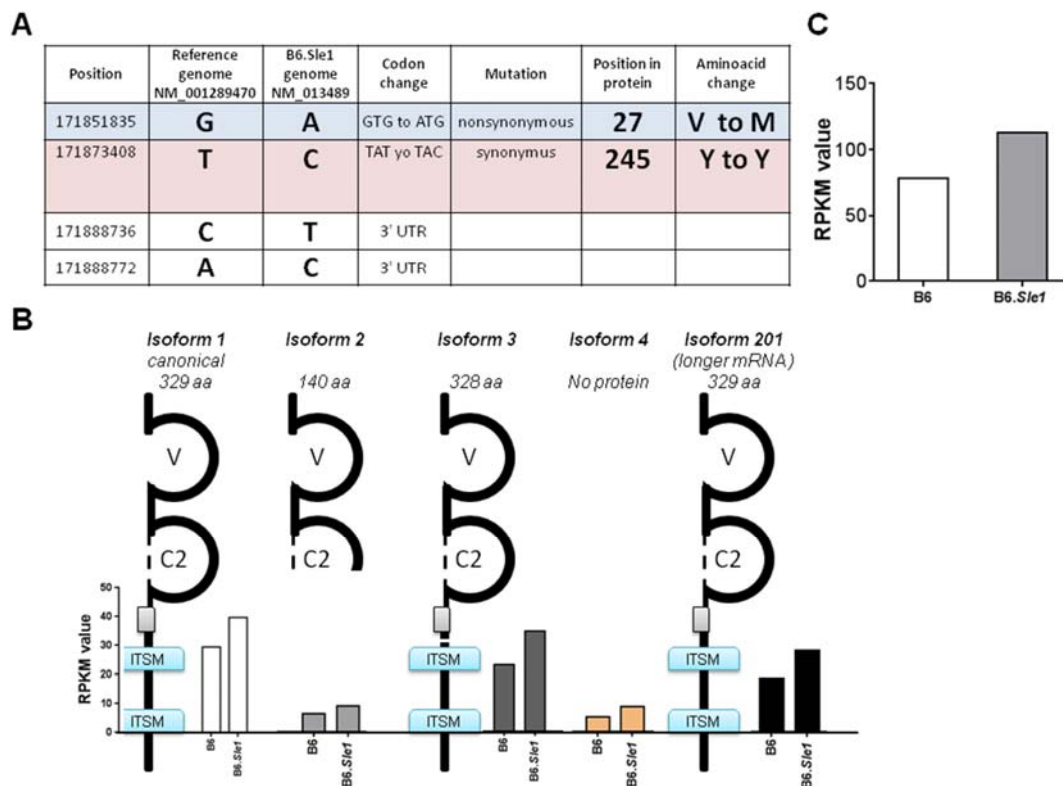 A
Position
Reference genome NM_001289470
B6.Sle1 genome NM_013489
Codon change
Mutation
Position in protein
Aminoacid change
171851835 G A GTG to ATG nonsynonymous 27 V to M
171873408 T C TAT yo TAC synonymus 245 Y to Y
171888736 C T 3' UTR
171888772 A C 3' UTR
C
RPKM value
150
100
50
0
B6 B6.Sle1
B
Isoform 1 Isoform 2 Isoform 3 Isoform 4 Isoform 201
canonical (longer mRNA)
329 aa 140 aa 328 aa No protein 329 aa
V V V V
C2 C2 C2 C2
RPKM value
50
40
30
20
10
0
ITSM ITSM ITSM
ITSM ITSM ITSM
B6 B6.Sle1 B6 B6.Sle1 B6 B6.Sle1 B6 B6.Sle1 B6 B6.Sle1